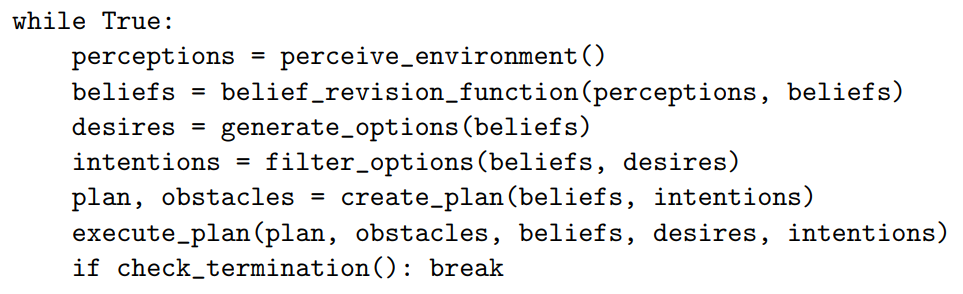 while True:
    perceptions = perceive_environment()
    beliefs = belief_revision_function(perceptions, beliefs)
    desires = generate_options(beliefs)
    intentions = filter_options(beliefs, desires)
    plan, obstacles = create_plan(beliefs, intentions)
    execute_plan(plan, obstacles, beliefs, desires, intentions)
    if check_termination(): break